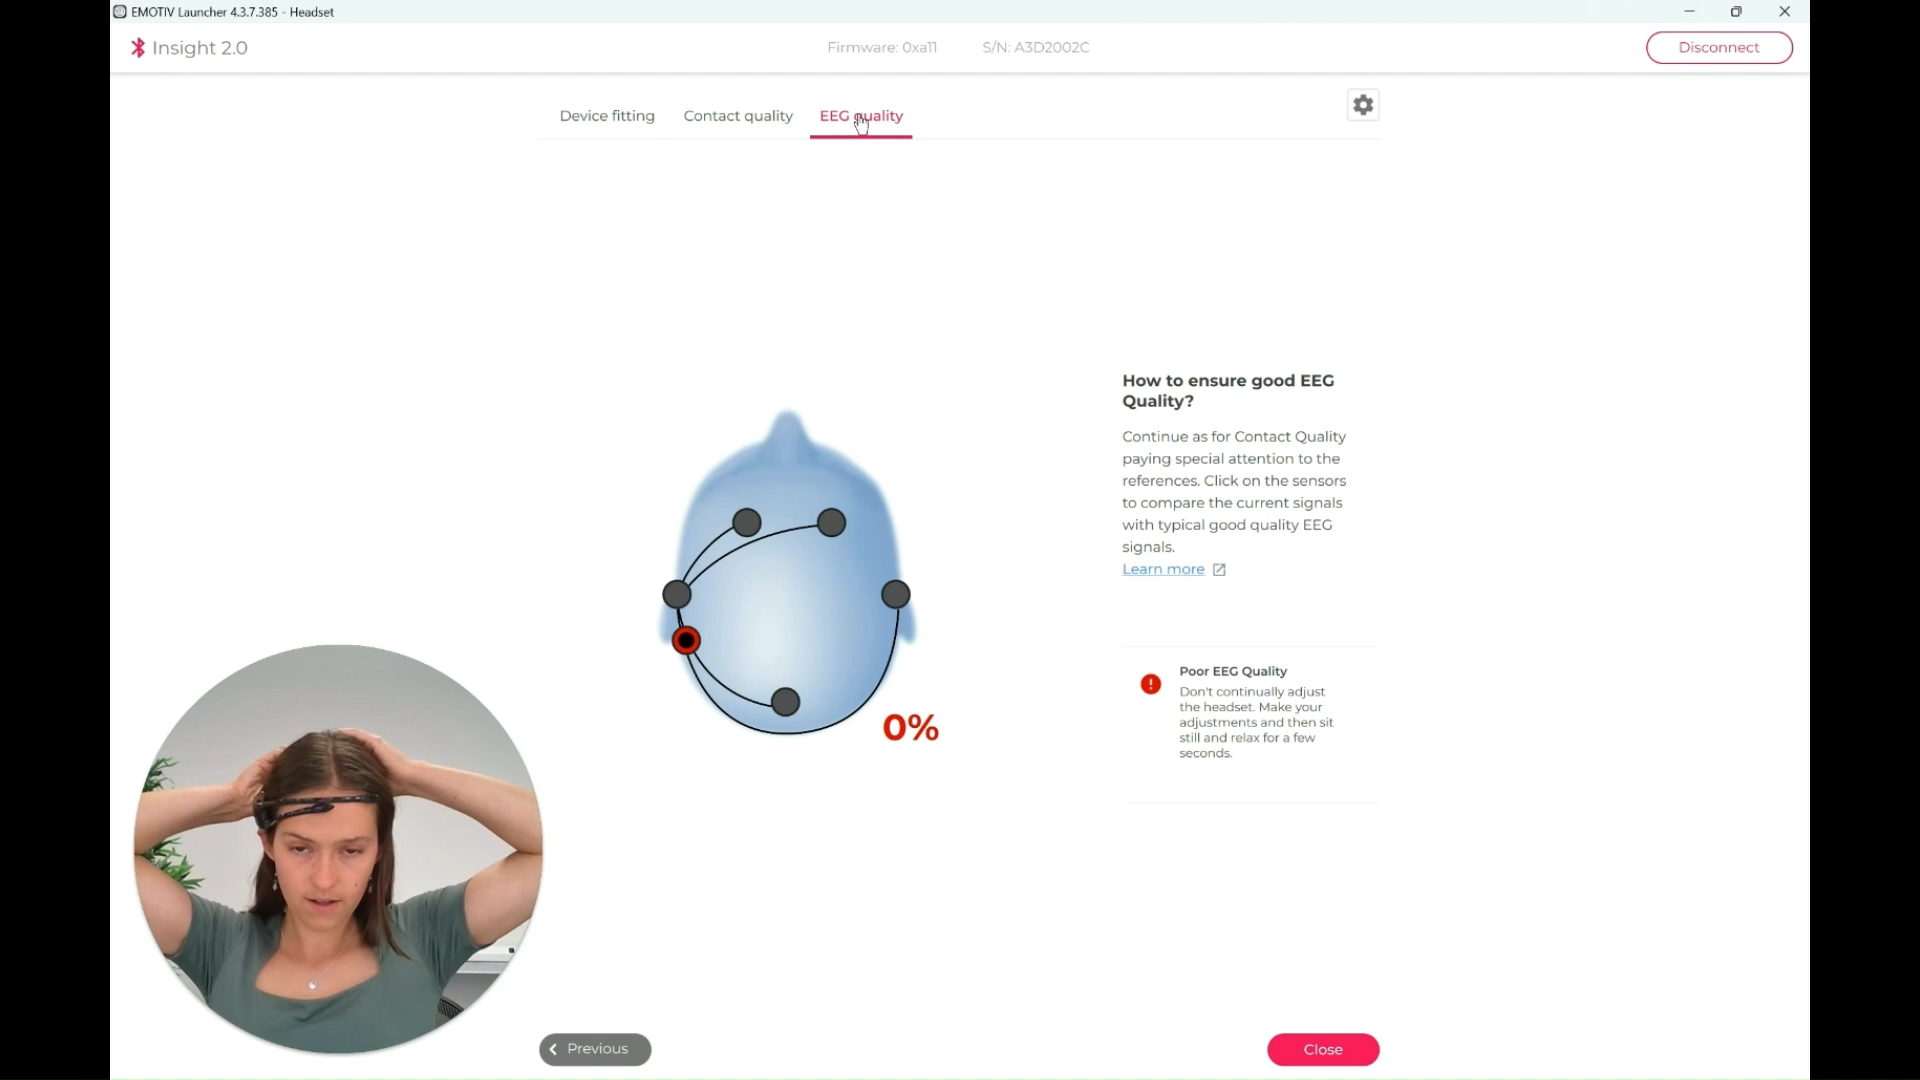 EMOTIV Launcher 4.3.7.385 - Headset
Insight 2.0
Firmware: 0xa11
S/N: A3D2002C
Disconnect
Device fitting
Contact quality
EEG quality
How to ensure good EEG
Quality?
Continue as for Contact Quality
paying special attention to the
references. Click on the sensors
to compare the current signals
with typical good quality EEG
signals.
Learn more
0%
Poor EEG Quality
Don't continually adjust
the headset. Make your
adjustments and then sit
still and relax for a few
seconds.
Previous
Close